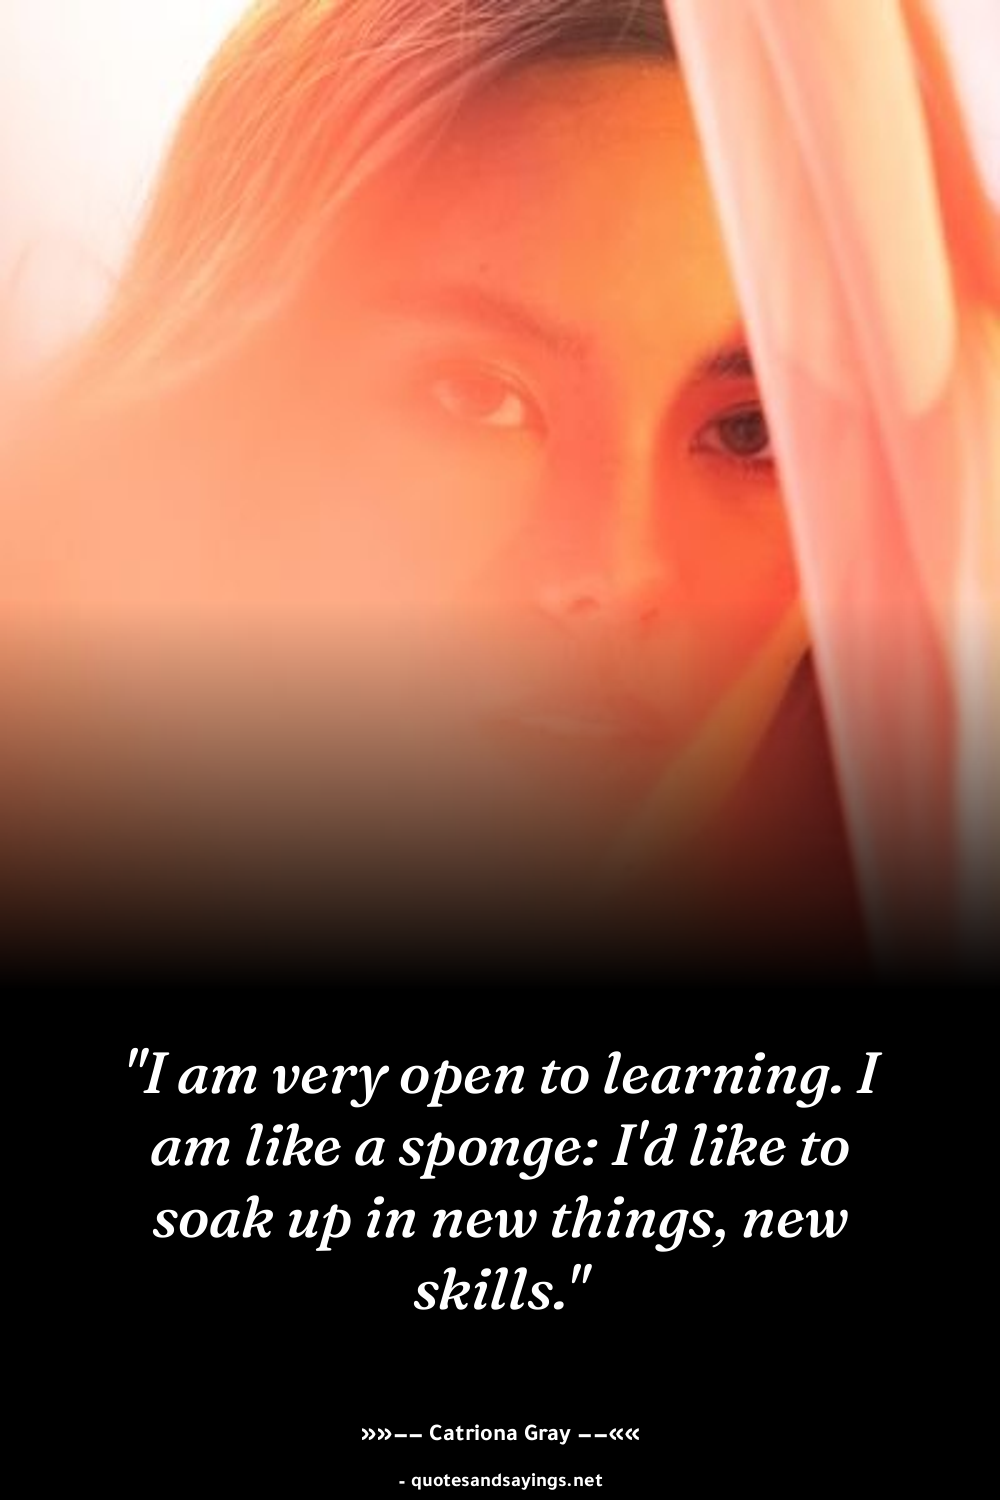 "I am very open to learning. I
am like a sponge: I'd like to
soak up in new things, new
skills."
»»—— Catriona Gray ——««
- quotesandsayings.net